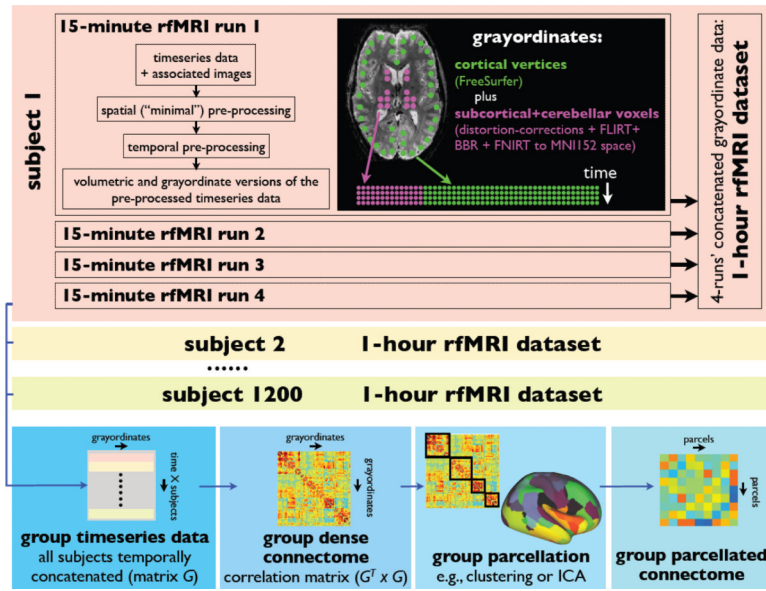 subject 1
15-minute rfMRI run 1
timeseries data
+ associated images
spatial (“minimal”) pre-processing
temporal pre-processing
volumetric and grayordinate versions of the
pre-processed timeseries data
grayordinates:
cortical vertices
(FreeSurfer)
plus
subcortical+cerebellar voxels
(distortion-corrections + FLIRT+
BBR + FNIRT to MNI152 space)
time
15-minute rfMRI run 2
15-minute rfMRI run 3
15-minute rfMRI run 4
4-runs’ concatenated grayordinate data:
1-hour rfMRI dataset
subject 2 1-hour rfMRI dataset
......
subject 1200 1-hour rfMRI dataset
grayordinates
time X subjects
group timeseries data
all subjects temporally
concatenated (matrix G)
grayordinates
grayordinates
group dense
connectome
correlation matrix (Gᵀ x G)
group parcellation
e.g., clustering or ICA
parcels
parcels
group parcellated
connectome